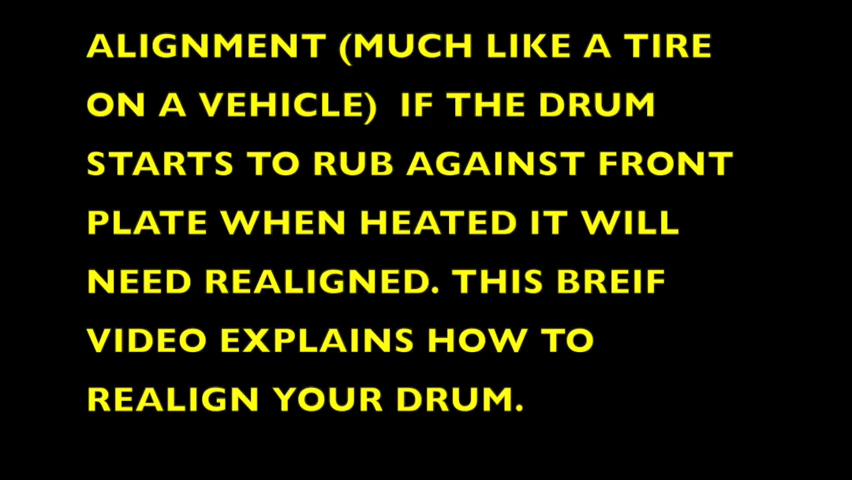 ALIGNMENT (MUCH LIKE A TIRE
ON A VEHICLE)  IF THE DRUM
STARTS TO RUB AGAINST FRONT
PLATE WHEN HEATED IT WILL
NEED REALIGNED. THIS BREIF
VIDEO EXPLAINS HOW TO
REALIGN YOUR DRUM.